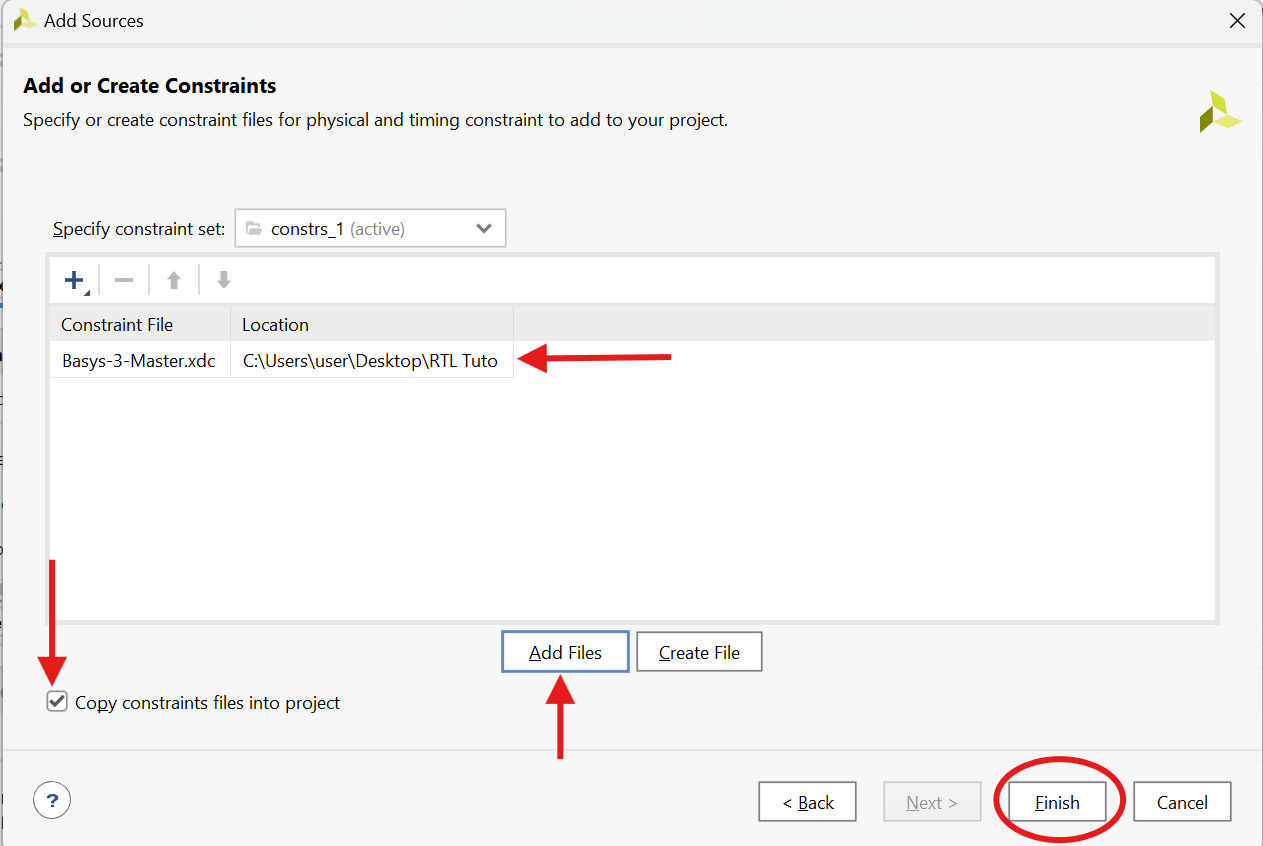 Add Sources
Add or Create Constraints
Specify or create constraint files for physical and timing constraint to add to your project.
Specify constraint set: constrs_1 (active)
Constraint File Location
Basys-3-Master.xdc C:\Users\user\Desktop\RTL Tuto
Add Files Create File
Copy constraints files into project
? < Back Next > Finish Cancel